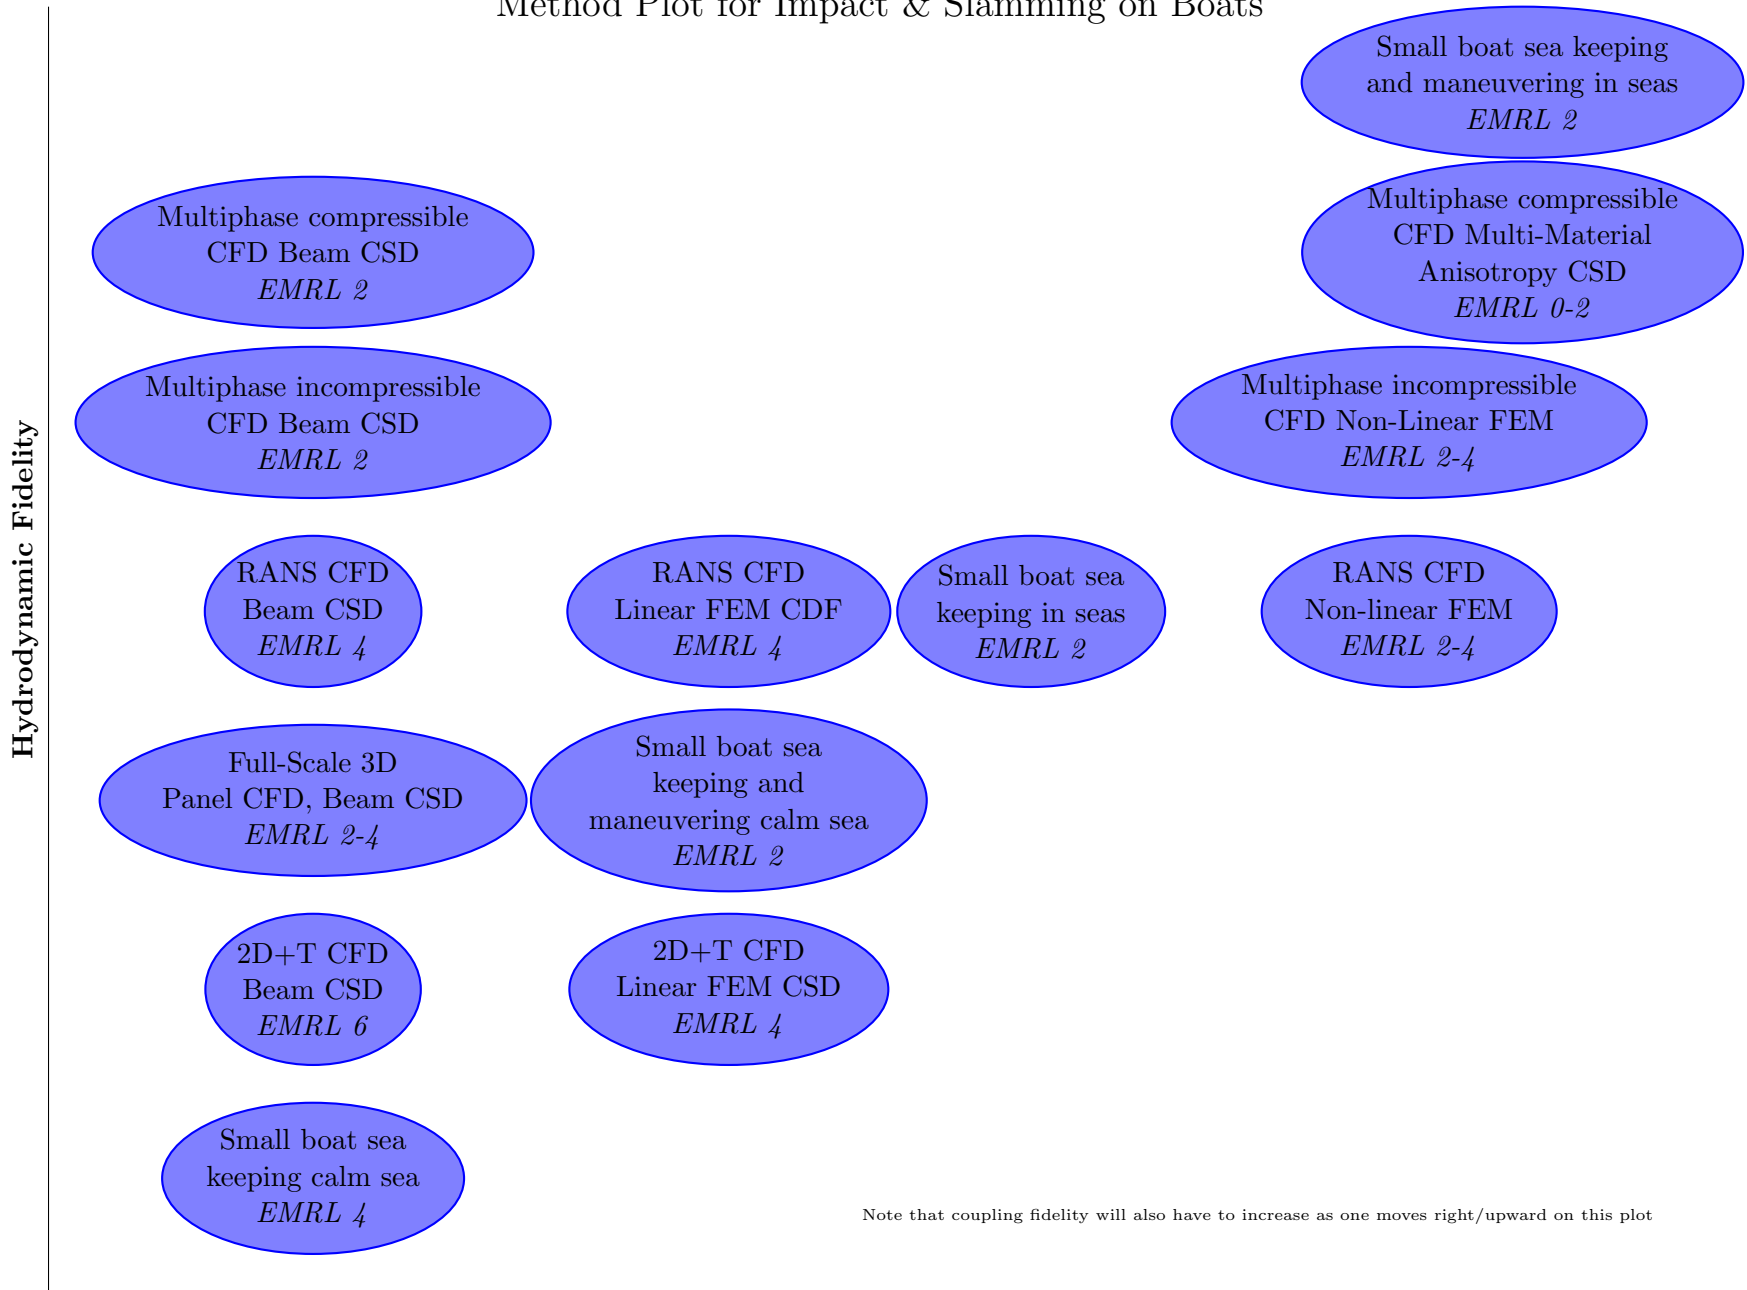 Method Plot for Impact & Slamming on Boats
Small boat sea keeping
and maneuvering in seas
EMRL 2
Multiphase compressible
CFD Beam CSD
EMRL 2
Multiphase compressible
CFD Multi-Material
Anisotropy CSD
EMRL 0-2
Multiphase incompressible
CFD Beam CSD
EMRL 2
Multiphase incompressible
CFD Non-Linear FEM
EMRL 2-4
Hydrodynamic Fidelity
RANS CFD
Beam CSD
EMRL 4
RANS CFD
Linear FEM CDF
EMRL 4
Small boat sea
keeping in seas
EMRL 2
RANS CFD
Non-linear FEM
EMRL 2-4
Full-Scale 3D
Panel CFD, Beam CSD
EMRL 2-4
Small boat sea
keeping and
maneuvering calm sea
EMRL 2
2D+T CFD
Beam CSD
EMRL 6
2D+T CFD
Linear FEM CSD
EMRL 4
Small boat sea
keeping calm sea
EMRL 4
Note that coupling fidelity will also have to increase as one moves right/upward on this plot